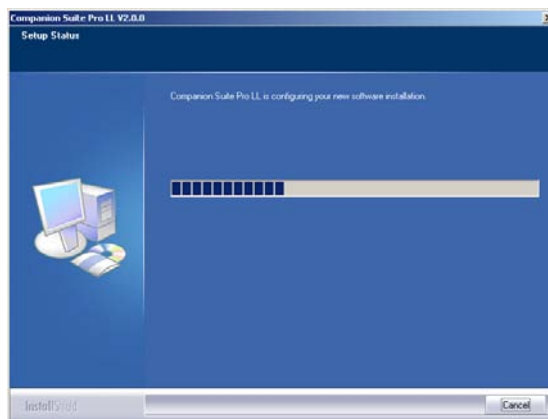 Companion Suite Pro LL V2.0.0
Setup Status
Companion Suite Pro LL is configuring your new software installation.
InstallShield
Cancel